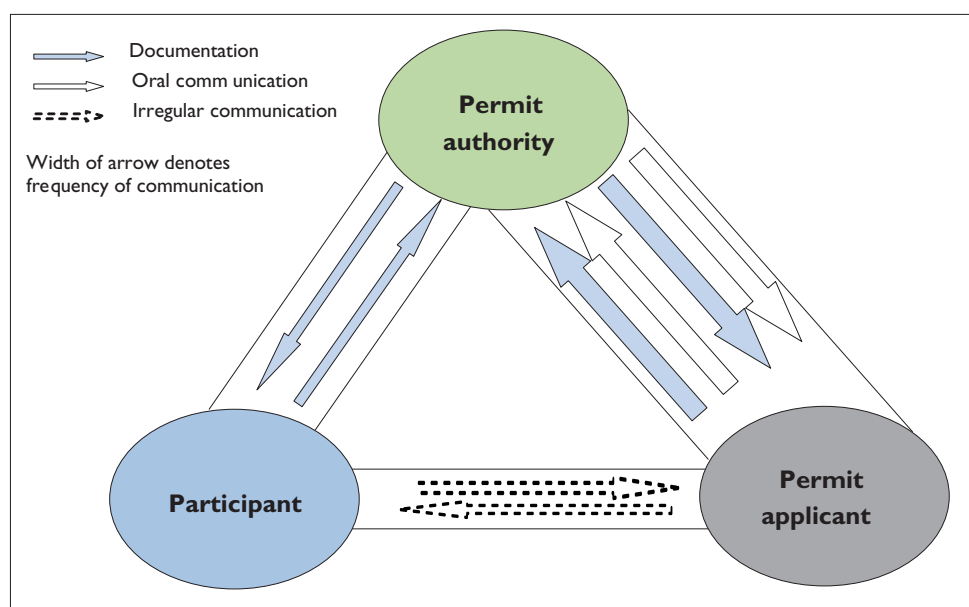 Documentation
Oral comm unication
Irregular communication
Width of arrow denotes
frequency of communication
Permit
authority
Participant
Permit
applicant